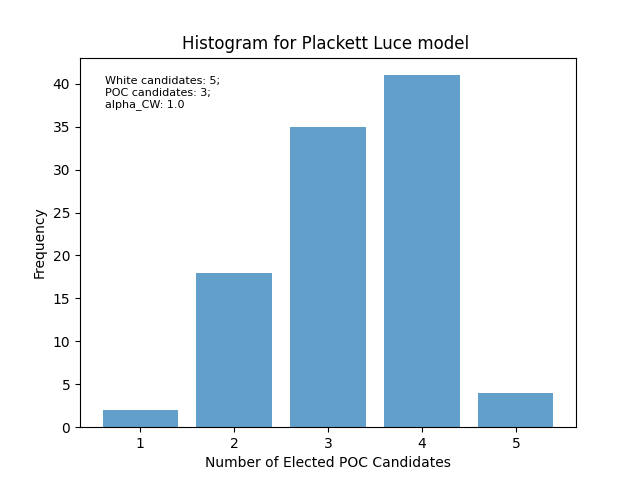 Histogram for Plackett Luce model
White candidates: 5;
POC candidates: 3;
alpha_CW: 1.0
40
35
30
25
20
15
10
5
0
Frequency
1 2 3 4 5
Number of Elected POC Candidates